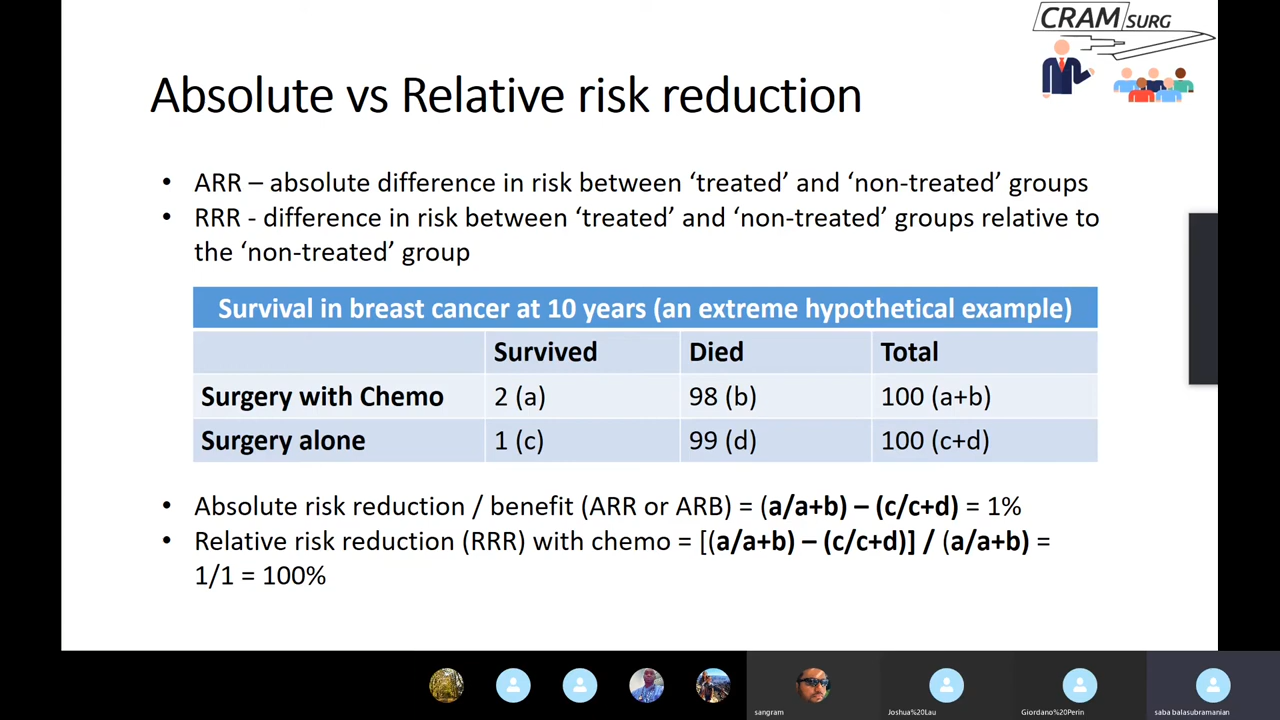 CRAM SURG
Absolute vs Relative risk reduction
• ARR – absolute difference in risk between ‘treated’ and ‘non-treated’ groups
• RRR - difference in risk between ‘treated’ and ‘non-treated’ groups relative to
the ‘non-treated’ group
Survival in breast cancer at 10 years (an extreme hypothetical example)
Survived Died Total
Surgery with Chemo 2 (a) 98 (b) 100 (a+b)
Surgery alone 1 (c) 99 (d) 100 (c+d)
• Absolute risk reduction / benefit (ARR or ARB) = (a/a+b) – (c/c+d) = 1%
• Relative risk reduction (RRR) with chemo = [(a/a+b) – (c/c+d)] / (a/a+b) =
1/1 = 100%
sangram
Joshua%20Lau
Giordano%20Perin
saba balasubramanian